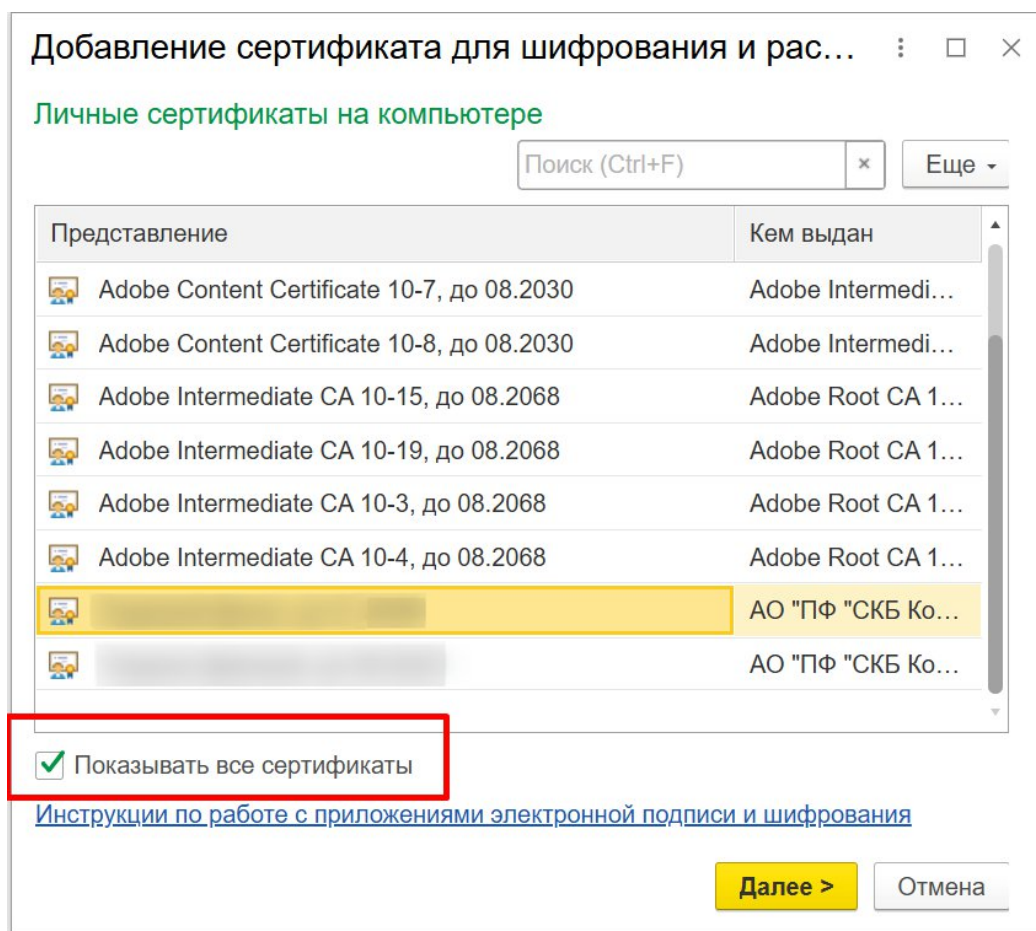 Добавление сертификата для шифрования и рас...
Личные сертификаты на компьютере
Поиск (Ctrl+F) × Еще
Представление Кем выдан
Adobe Content Certificate 10-7, до 08.2030 Adobe Intermedi...
Adobe Content Certificate 10-8, до 08.2030 Adobe Intermedi...
Adobe Intermediate CA 10-15, до 08.2068 Adobe Root CA 1...
Adobe Intermediate CA 10-19, до 08.2068 Adobe Root CA 1...
Adobe Intermediate CA 10-3, до 08.2068 Adobe Root CA 1...
Adobe Intermediate CA 10-4, до 08.2068 Adobe Root CA 1...
АО "ПФ "СКБ Ко...
АО "ПФ "СКБ Ко...
Показывать все сертификаты
Инструкции по работе с приложениями электронной подписи и шифрования
Далее > Отмена